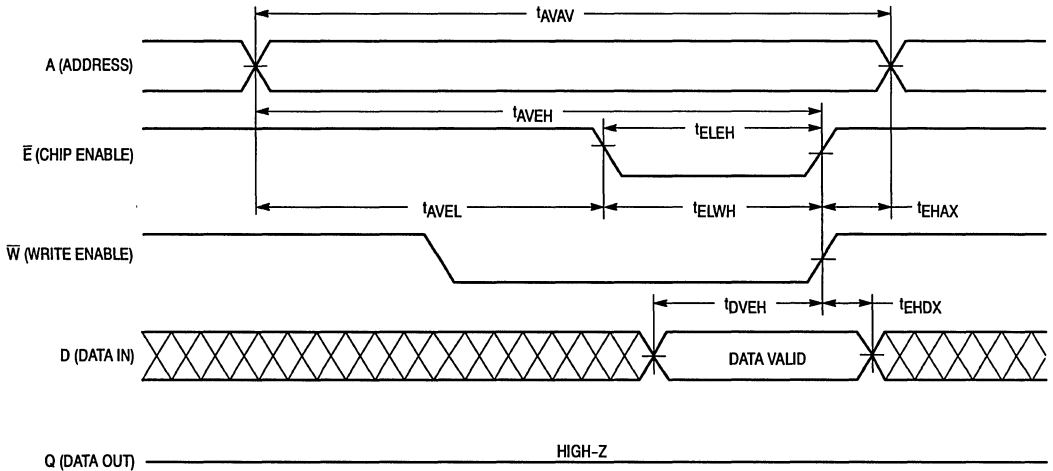 tAVAV
A (ADDRESS)
tAVEH
tELEH
E̅ (CHIP ENABLE)
tAVEL
tELWH
tEHAX
W̅ (WRITE ENABLE)
tDVEH
tEHDX
D (DATA IN)
DATA VALID
HIGH-Z
Q (DATA OUT)